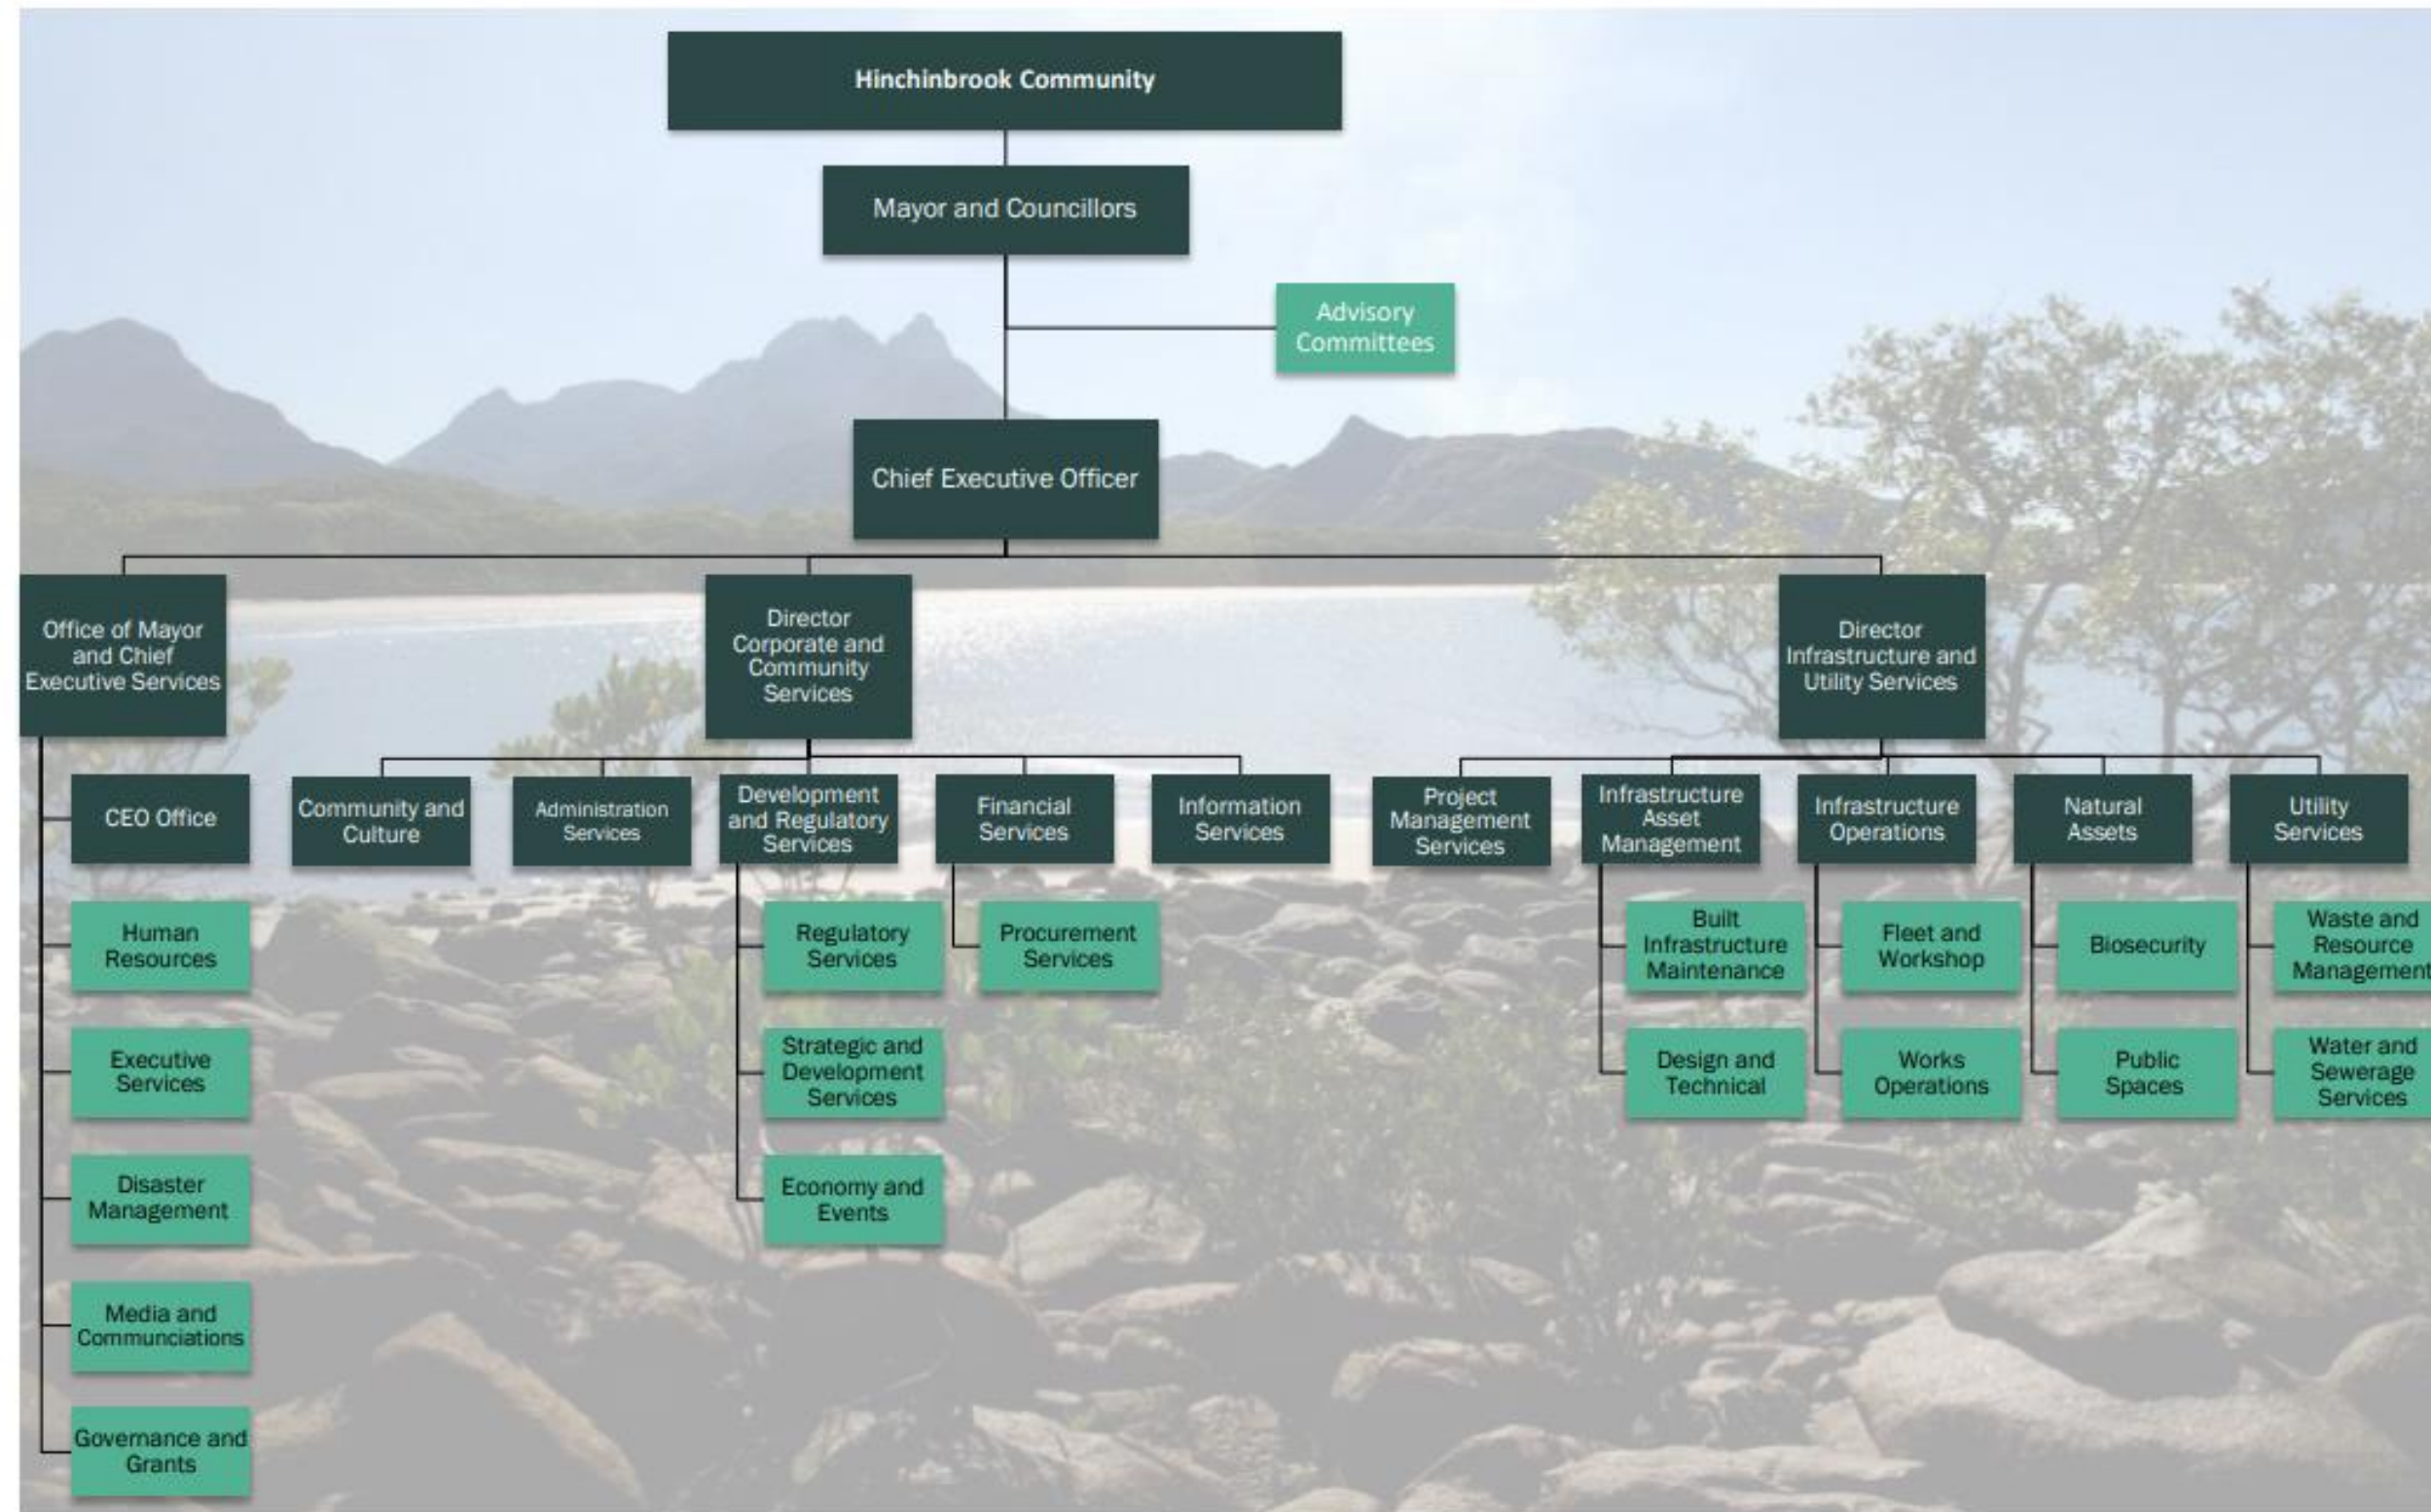 Hinchinbrook Community
Mayor and Councillors
Advisory
Committees
Chief Executive Officer
Office of Mayor
and Chief
Executive Services
Director
Corporate and
Community
Services
Director
Infrastructure and
Utility Services
CEO Office
Community and
Culture
Administration
Services
Development
and Regulatory
Services
Financial
Services
Information
Services
Project
Management
Services
Infrastructure
Asset
Management
Infrastructure
Operations
Natural
Assets
Utility
Services
Human
Resources
Regulatory
Services
Procurement
Services
Built
Infrastructure
Maintenance
Fleet and
Workshop
Biosecurity
Waste and
Resource
Management
Executive
Services
Strategic and
Development
Services
Design and
Technical
Works
Operations
Public
Spaces
Water and
Sewerage
Services
Disaster
Management
Economy and
Events
Media and
Communciations
Governance and
Grants